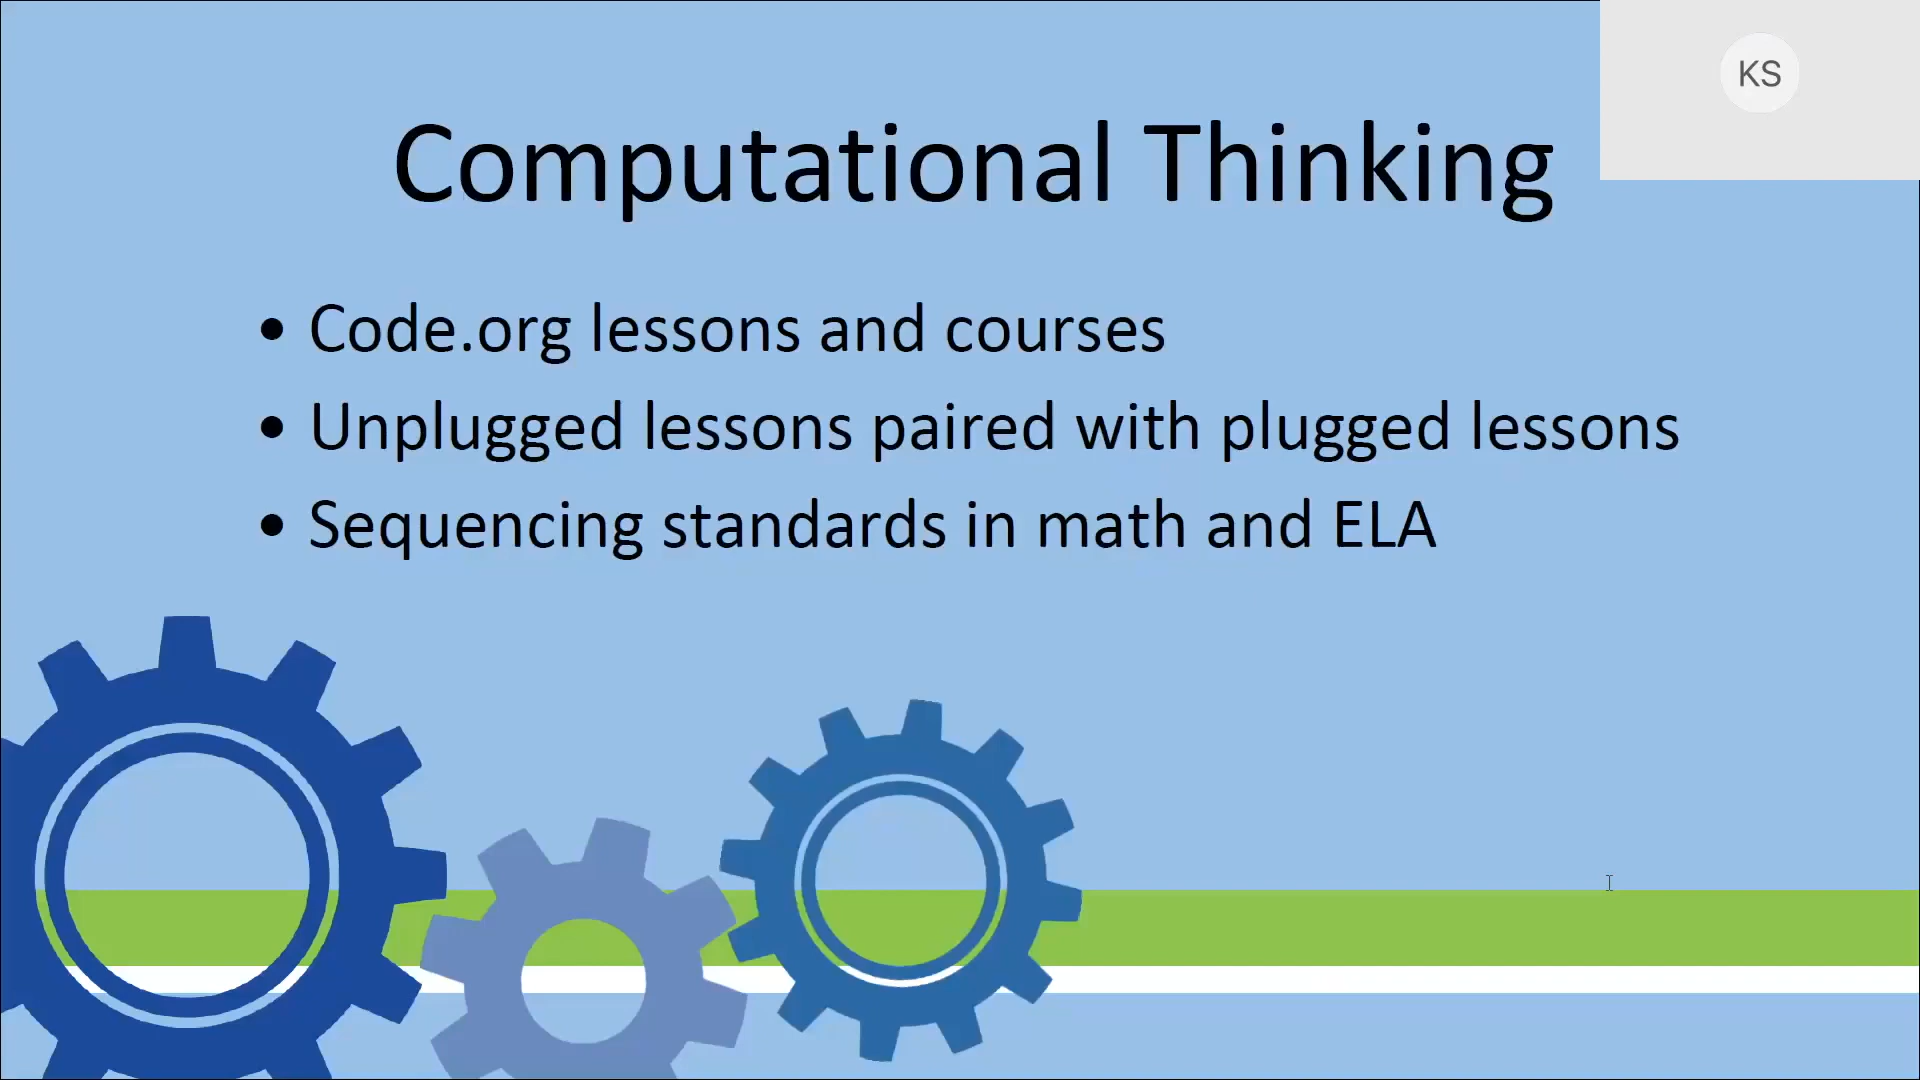 KS
Computational Thinking
• Code.org lessons and courses
• Unplugged lessons paired with plugged lessons
• Sequencing standards in math and ELA